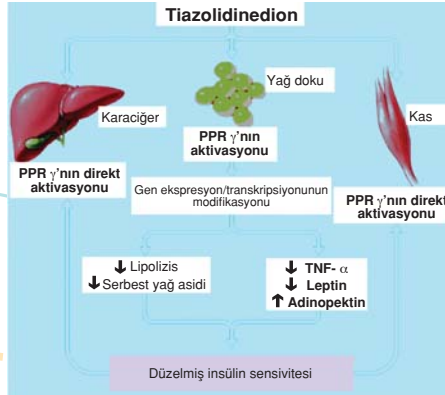 Tiazolidinedion
Karaciğer
Yağ doku
Kas
PPR γ'nın direkt
aktivasyonu
PPR γ'nın
aktivasyonu
PPR γ'nın direkt
aktivasyonu
Gen ekspresyon/transkripsiyonunun
modifikasyonu
↓ Lipolizis
↓ Serbest yağ asidi
↓ TNF- α
↓ Leptin
↑ Adinopektin
Düzelmiş insülin sensivitesi